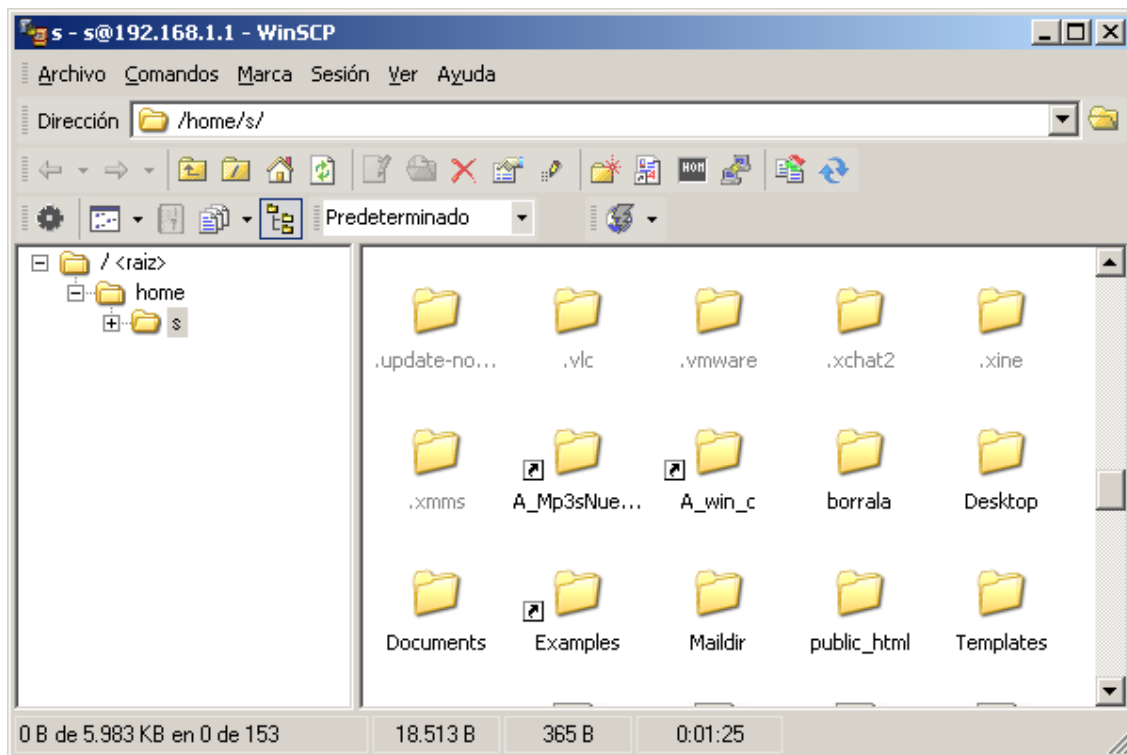 s - s@192.168.1.1 - WinSCP
Archivo Comandos Marca Sesión Ver Ayuda
Dirección /home/s/
Predeterminado
/ <raiz>
home
s
.update-no... .vlc .vmware .xchat2 .xine
.xmms A_Mp3sNue... A_win_c borrala Desktop
Documents Examples Maildir public_html Templates
0 B de 5.983 KB en 0 de 153 18.513 B 365 B 0:01:25